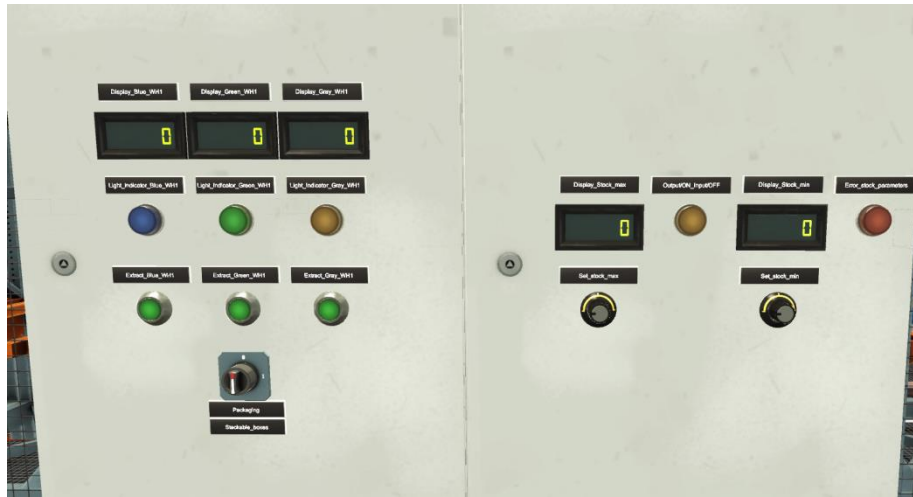 Display_Blue_WH1 Display_Green_WH1 Display_Gray_WH1
0 0 0
Light_Indicator_Blue_WH1 Light_Indicator_Green_WH1 Light_Indicator_Gray_WH1
Extract_Blue_WH1 Extract_Green_WH1 Extract_Gray_WH1
Packaging
Stackable_boxes
Display_Stock_max Output/ON_Input/OFF Display_Stock_min Error_stock_parameters
0 0
Set_stock_max Set_stock_min